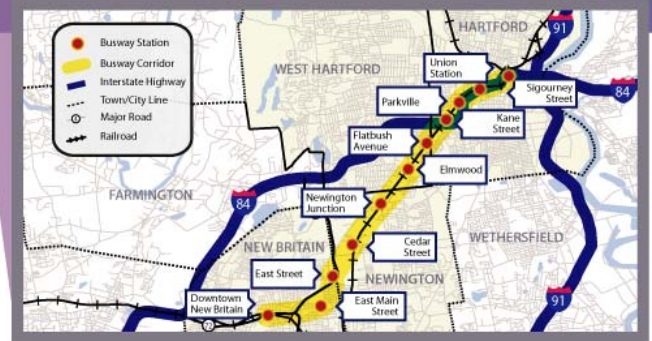 Busway Station
Busway Corridor
Interstate Highway
Town/City Line
Major Road
Railroad
HARTFORD
91
WEST HARTFORD
Union
Station
Sigourney
Street
84
Parkville
Kane
Street
Flatbush
Avenue
Elmwood
FARMINGTON
84
Newington
Junction
WETHERSFIELD
NEW BRITAIN
Cedar
Street
East Street
NEWINGTON
Downtown
New Britain
East Main
Street
91
72